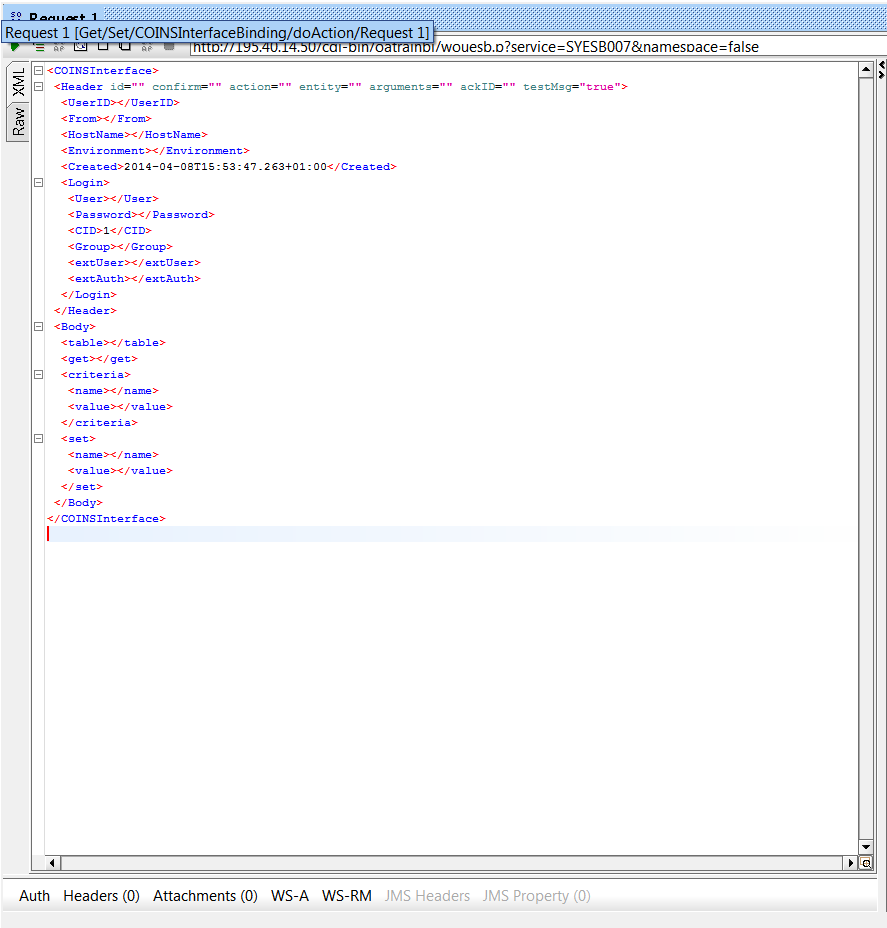 Request 1
Request 1 [Get/Set/COINSInterfaceBinding/doAction/Request 1]
http://195.40.14.50/cgi-bin/oatrainbi/wouesb.p?service=SYESB007&namespace=false
XML
Raw
<COINSInterface>
<Header id="" confirm="" action="" entity="" arguments="" ackID="" testMsg="true">
<UserID></UserID>
<From></From>
<HostName></HostName>
<Environment></Environment>
<Created>2014-04-08T15:53:47.263+01:00</Created>
<Login>
<User></User>
<Password></Password>
<CID>1</CID>
<Group></Group>
<extUser></extUser>
<extAuth></extAuth>
</Login>
</Header>
<Body>
<table></table>
<get></get>
<criteria>
<name></name>
<value></value>
</criteria>
<set>
<name></name>
<value></value>
</set>
</Body>
</COINSInterface>
Auth Headers (0) Attachments (0) WS-A WS-RM JMS Headers JMS Property (0)